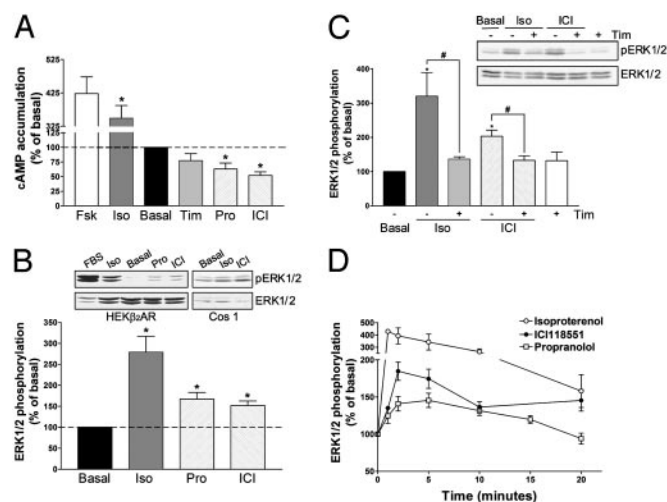 A
cAMP accumulation
(% of basal)
525
425
325
125
100
75
50
25
0
*
*
*
Fsk Iso Basal Tim Pro ICI
B
FBS Iso Basal Pro ICI Basal Iso ICI
pERK1/2
ERK1/2
HEKβ2AR Cos 1
ERK1/2 phosphorylation
(% of basal)
350
300
250
200
150
100
50
0
*
*
*
Basal Iso Pro ICI
C
Basal Iso ICI
- - + - + + Tim
pERK1/2
ERK1/2
ERK1/2 phosphorylation
(% of basal)
400
300
200
100
0
*
#
*
#
- - + - + + Tim
Basal Iso ICI
D
ERK1/2 phosphorylation
(% of basal)
500
400
300
200
150
100
50
Isoproterenol
ICI118551
Propranolol
0 5 10 15 20
Time (minutes)